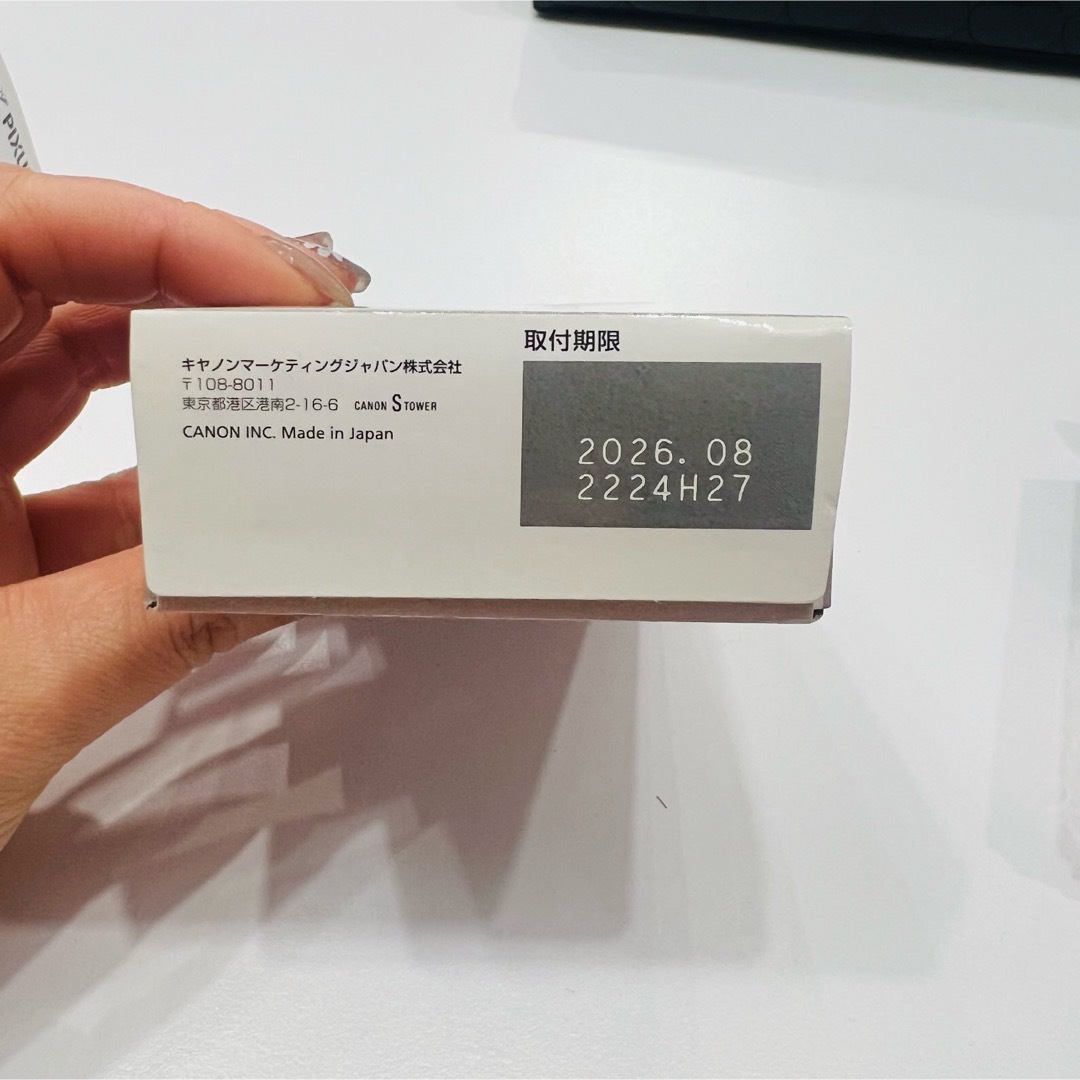 PIXU
取付期限
キヤノンマーケティングジャパン株式会社
〒108-8011
東京都港区港南2-16-6 CANON S TOWER
CANON INC. Made in Japan
2026.08
2224H27